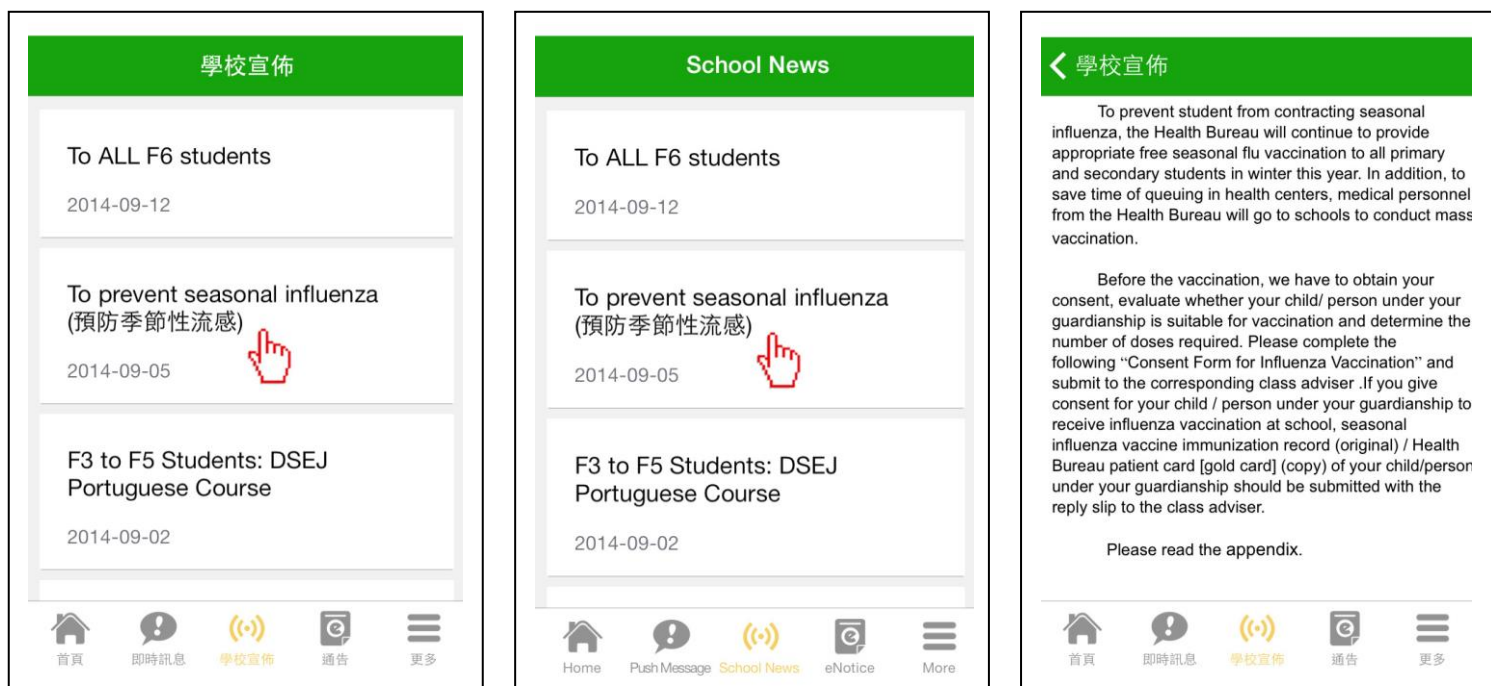 學校宣佈
To ALL F6 students
2014-09-12
To prevent seasonal influenza
(預防季節性流感)
2014-09-05
F3 to F5 Students: DSEJ
Portuguese Course
2014-09-02
首頁
即時訊息
學校宣佈
通告
更多
School News
To ALL F6 students
2014-09-12
To prevent seasonal influenza
(預防季節性流感)
2014-09-05
F3 to F5 Students: DSEJ
Portuguese Course
2014-09-02
Home
Push Message
School News
eNotice
More
學校宣佈
To prevent student from contracting seasonal
influenza, the Health Bureau will continue to provide
appropriate free seasonal flu vaccination to all primary
and secondary students in winter this year. In addition, to
save time of queuing in health centers, medical personnel
from the Health Bureau will go to schools to conduct mass
vaccination.
Before the vaccination, we have to obtain your
consent, evaluate whether your child/ person under your
guardianship is suitable for vaccination and determine the
number of doses required. Please complete the
following “Consent Form for Influenza Vaccination” and
submit to the corresponding class adviser .If you give
consent for your child / person under your guardianship to
receive influenza vaccination at school, seasonal
influenza vaccine immunization record (original) / Health
Bureau patient card [gold card] (copy) of your child/person
under your guardianship should be submitted with the
reply slip to the class adviser.
Please read the appendix.
首頁
即時訊息
學校宣佈
通告
更多